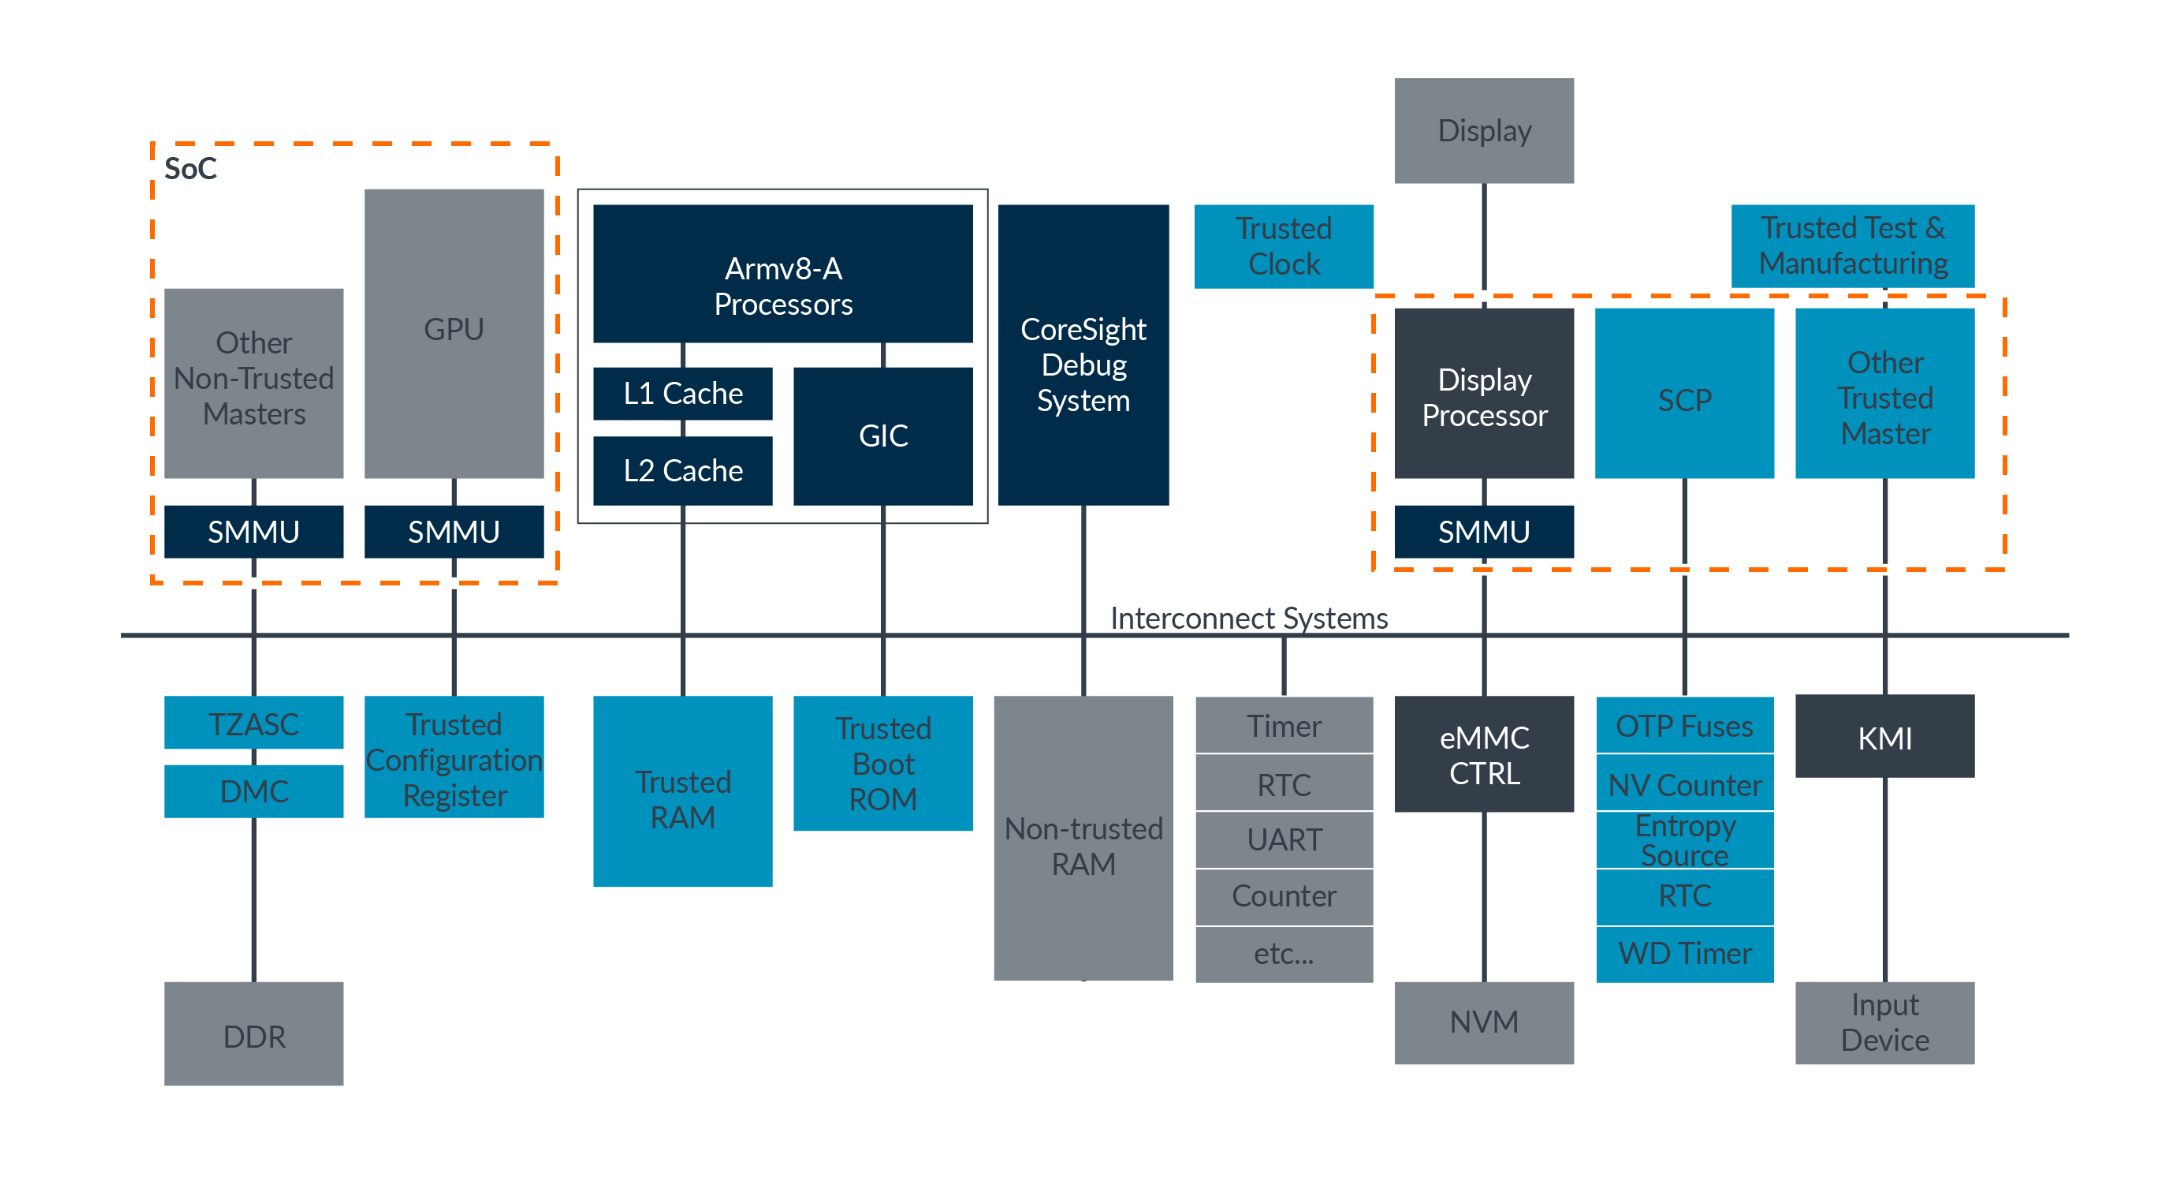 Display
SoC
Trusted
Clock
Trusted Test &
Manufacturing
Other
Non-Trusted
Masters
GPU
SMMU
SMMU
Armv8-A
Processors
L1 Cache
L2 Cache
GIC
CoreSight
Debug
System
Display
Processor
SMMU
SCP
Other
Trusted
Master
Interconnect Systems
TZASC
DMC
DDR
Trusted
Configuration
Register
Trusted
RAM
Trusted
Boot
ROM
Non-trusted
RAM
Timer
RTC
UART
Counter
etc...
eMMC
CTRL
NVM
OTP Fuses
NV Counter
Entropy
Source
RTC
WD Timer
KMI
Input
Device